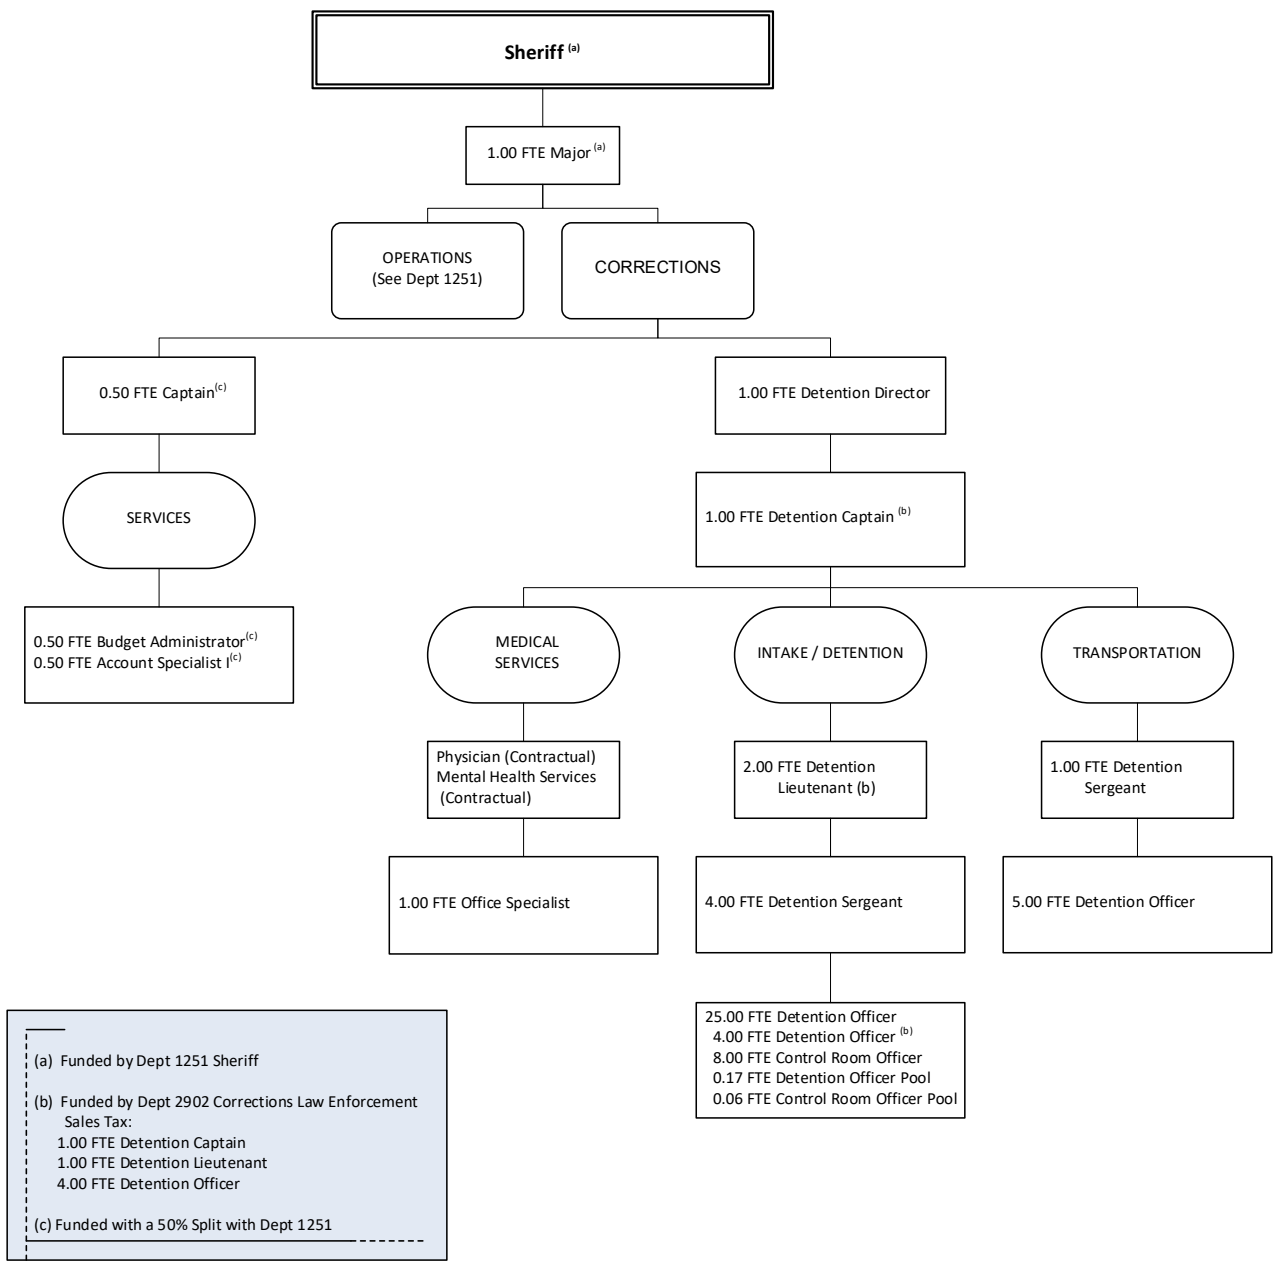 Sheriff (a)
1.00 FTE Major (a)
OPERATIONS
(See Dept 1251)
CORRECTIONS
0.50 FTE Captain(c)
1.00 FTE Detention Director
SERVICES
1.00 FTE Detention Captain (b)
0.50 FTE Budget Administrator(c)
0.50 FTE Account Specialist I(c)
MEDICAL
SERVICES
INTAKE / DETENTION
TRANSPORTATION
Physician (Contractual)
Mental Health Services
(Contractual)
2.00 FTE Detention
Lieutenant (b)
1.00 FTE Detention
Sergeant
1.00 FTE Office Specialist
4.00 FTE Detention Sergeant
5.00 FTE Detention Officer
25.00 FTE Detention Officer
4.00 FTE Detention Officer (b)
8.00 FTE Control Room Officer
0.17 FTE Detention Officer Pool
0.06 FTE Control Room Officer Pool
(a) Funded by Dept 1251 Sheriff
(b) Funded by Dept 2902 Corrections Law Enforcement
Sales Tax:
1.00 FTE Detention Captain
1.00 FTE Detention Lieutenant
4.00 FTE Detention Officer
(c) Funded with a 50% Split with Dept 1251